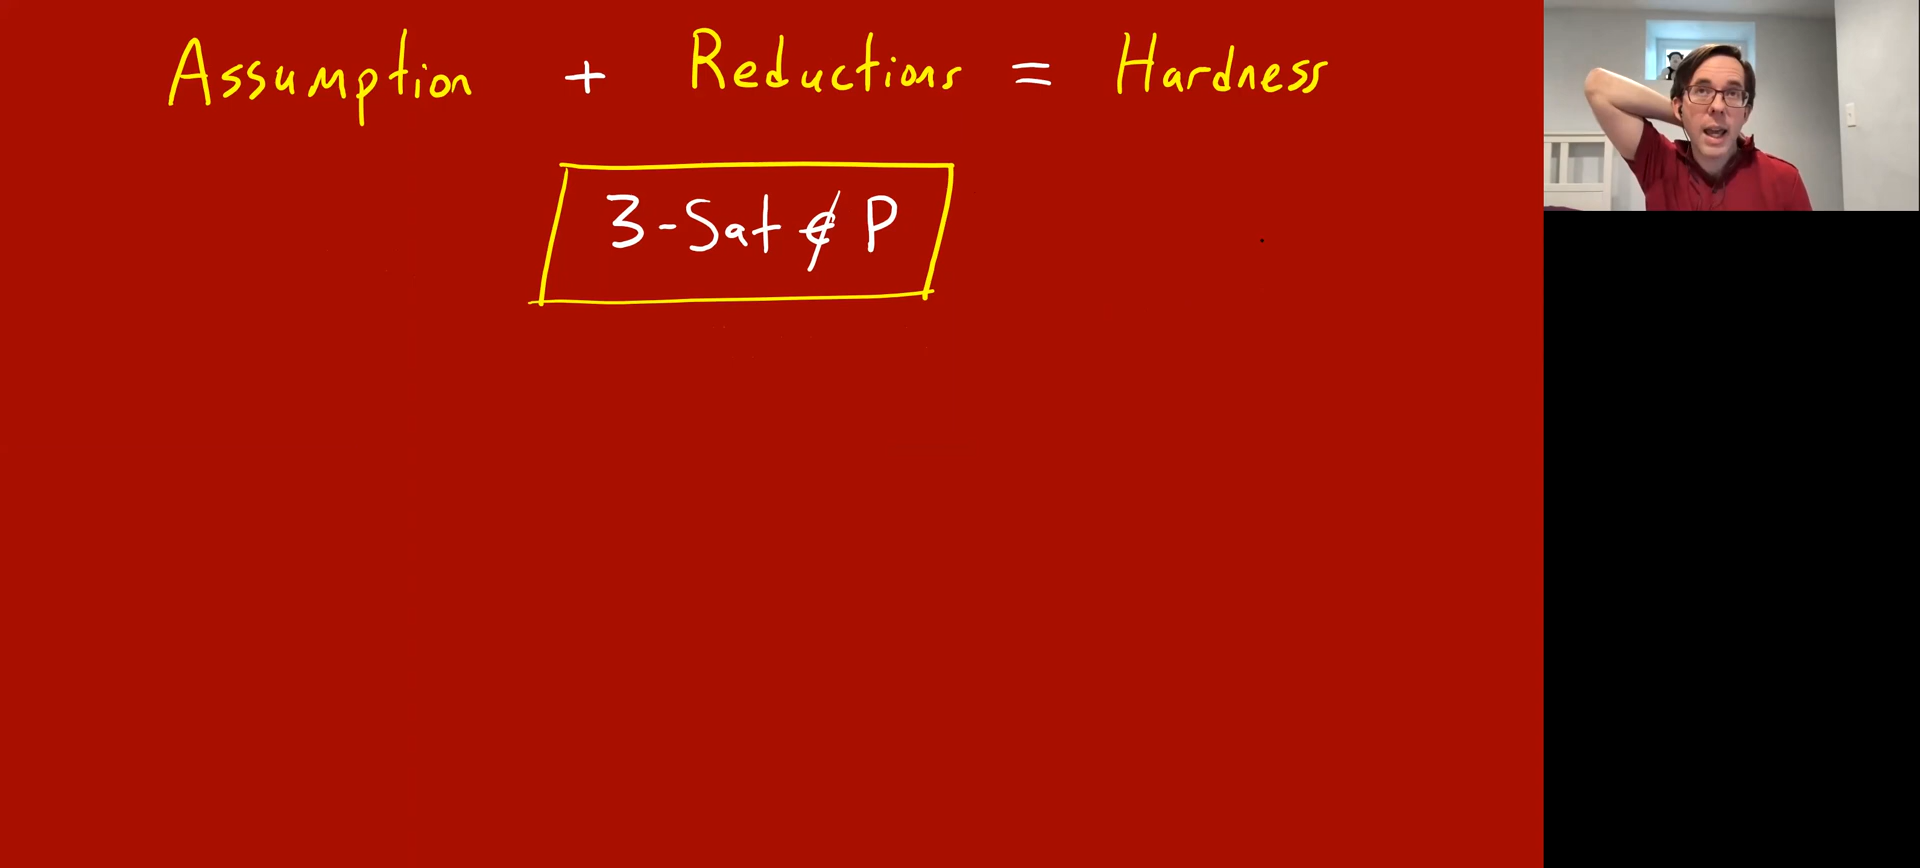 Assumption + Reductions = Hardness
3-Sat ∉ P